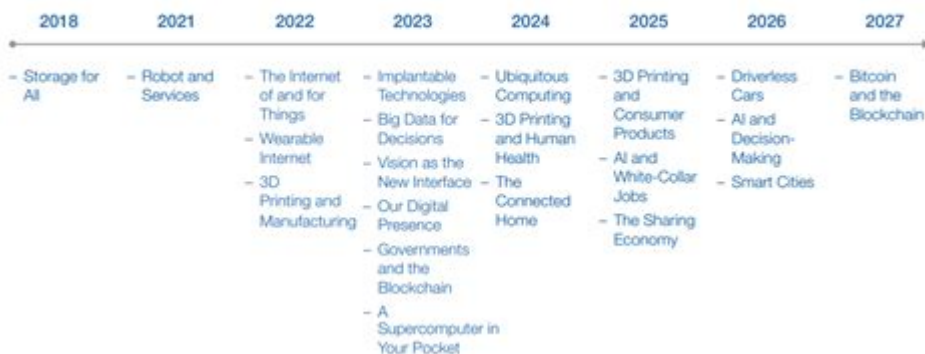 2018
2021
2022
2023
2024
2025
2026
2027
– Storage for
All
– Robot and
Services
– The Internet
of and for
Things
– Wearable
Internet
– 3D
Printing and
Manufacturing
– Implantable
Technologies
– Big Data for
Decisions
– Vision as the
New Interface
– Our Digital
Presence
– Governments
and the
Blockchain
– A
Supercomputer in
Your Pocket
– Ubiquitous
Computing
– 3D Printing
and Human
Health
– The
Connected
Home
– 3D Printing
and
Consumer
Products
– AI and
White-Collar
Jobs
– The Sharing
Economy
– Driverless
Cars
– AI and
Decision-
Making
– Smart Cities
– Bitcoin
and the
Blockchain